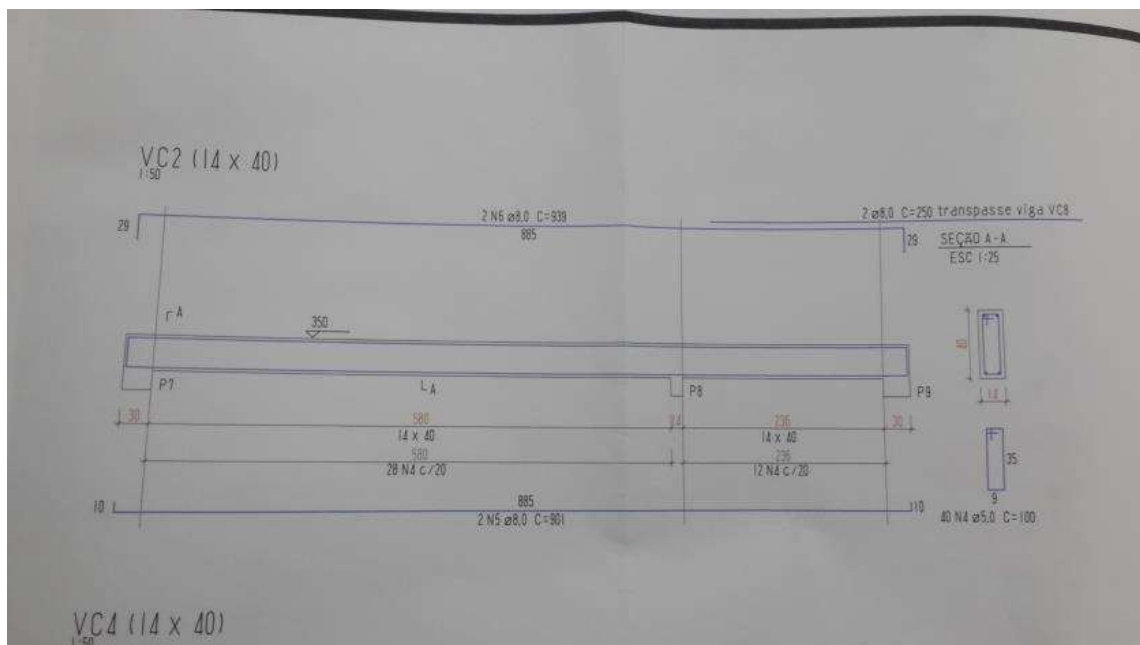 VC2 (14 x 40)
1:50
2 N6 ø8,0 C=939
885
29
29
2 ø8,0 C=250 transpasse viga VC8
SEÇÃO A-A
ESC 1:25
A
350
P7
A
P8
P9
40
14
30
580
14
236
30
14 x 40
14 x 40
580
236
28 N4 c/20
12 N4 c/20
35
9
40 N4 ø5,0 C=100
10
885
10
2 N5 ø8,0 C=901
VC4 (14 x 40)
1:50